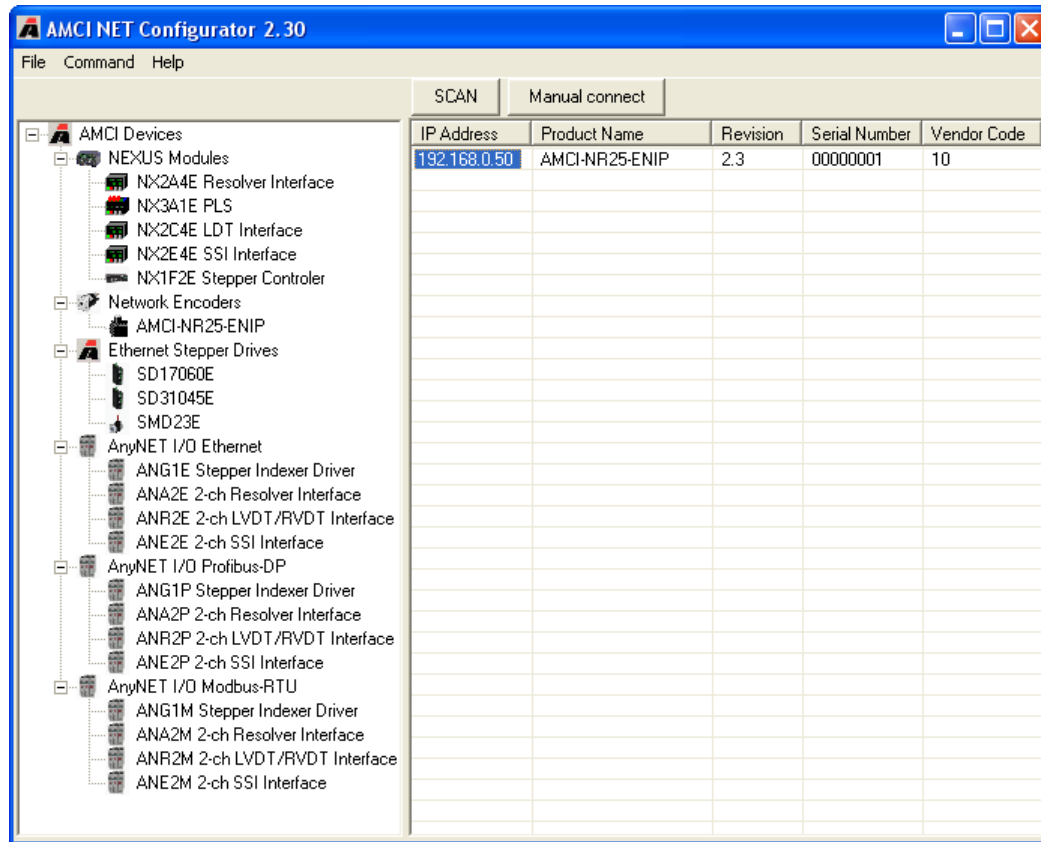 AMCI NET Configurator 2.30
File Command Help
SCAN Manual connect
AMCI Devices
NEXUS Modules
NX2A4E Resolver Interface
NX3A1E PLS
NX2C4E LDT Interface
NX2E4E SSI Interface
NX1F2E Stepper Controler
Network Encoders
AMCI-NR25-ENIP
Ethernet Stepper Drives
SD17060E
SD31045E
SMD23E
AnyNET I/O Ethernet
ANG1E Stepper Indexer Driver
ANA2E 2-ch Resolver Interface
ANR2E 2-ch LVDT/RVDT Interface
ANE2E 2-ch SSI Interface
AnyNET I/O Profibus-DP
ANG1P Stepper Indexer Driver
ANA2P 2-ch Resolver Interface
ANR2P 2-ch LVDT/RVDT Interface
ANE2P 2-ch SSI Interface
AnyNET I/O Modbus-RTU
ANG1M Stepper Indexer Driver
ANA2M 2-ch Resolver Interface
ANR2M 2-ch LVDT/RVDT Interface
ANE2M 2-ch SSI Interface
IP Address Product Name Revision Serial Number Vendor Code
192.168.0.50 AMCI-NR25-ENIP 2.3 00000001 10